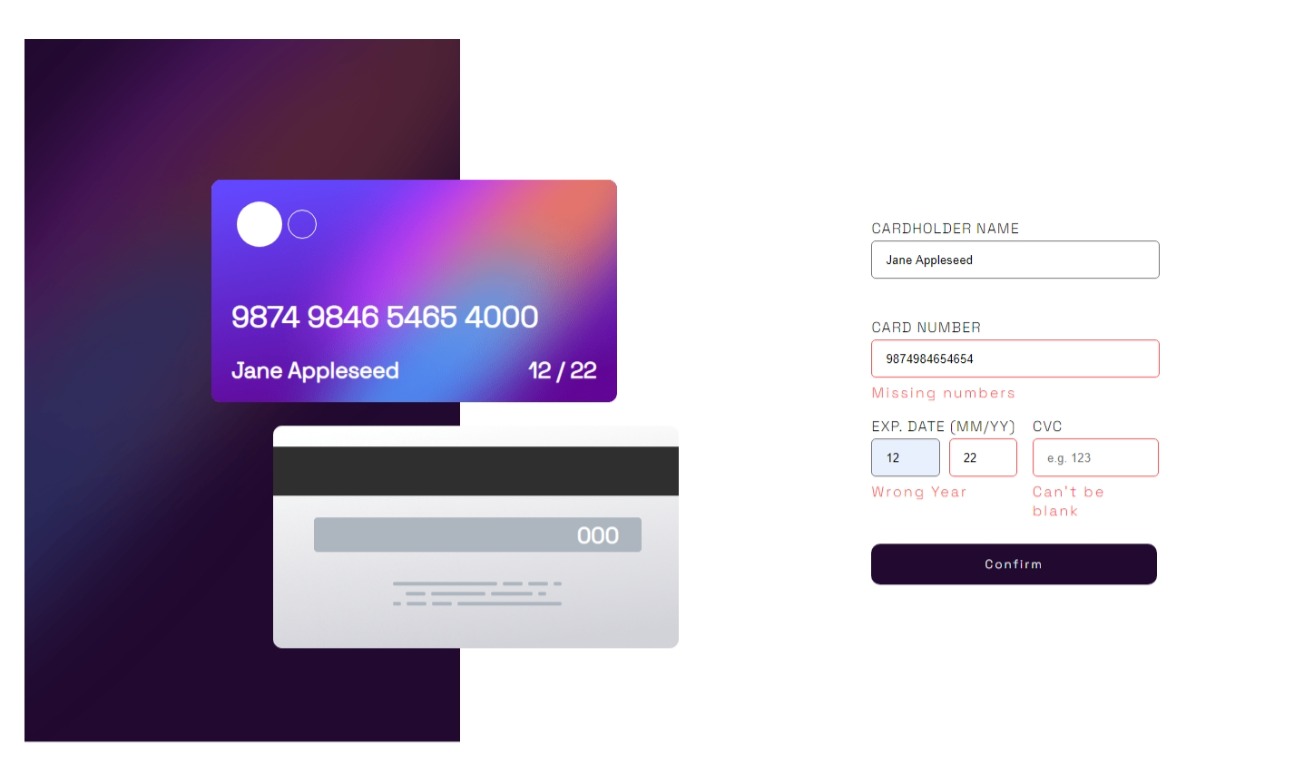 9874 9846 5465 4000
Jane Appleseed
12 / 22
000
CARDHOLDER NAME
Jane Appleseed
CARD NUMBER
9874984654654
Missing numbers
EXP. DATE (MM/YY) CVC
12 22 e.g. 123
Wrong Year Can't be
blank
Confirm